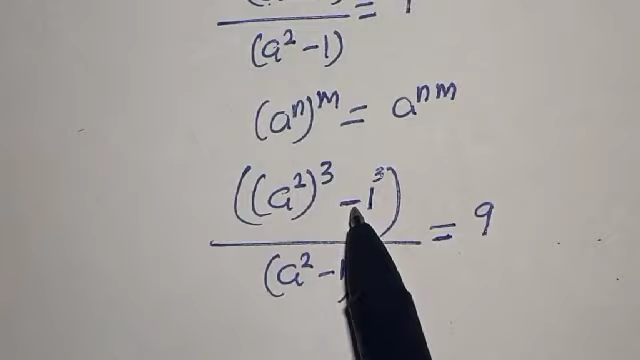 (a² - 1)
(aⁿ)ᵐ = aⁿᵐ
((a²)³ - 1³)
= 9
(a² - 1